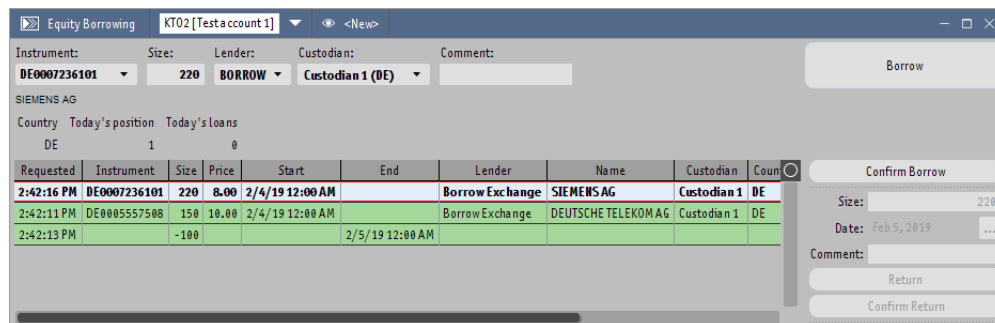 Equity Borrowing KT02 [Testaccount1] <New>
Instrument: Size: Lender: Custodian: Comment:
DE0007236101 220 BORROW Custodian 1 (DE)
Borrow
SIEMENS AG
Country Today's position Today's loans
DE 1 0
Requested Instrument Size Price Start End Lender Name Custodian Coun
2:42:16 PM DE0007236101 220 8.00 2/4/19 12:00 AM Borrow Exchange SIEMENS AG Custodian 1 DE
2:42:11 PM DE0005557508 150 10.00 2/4/19 12:00 AM Borrow Exchange DEUTSCHE TELEKOM AG Custodian 1 DE
2:42:13 PM -100 2/5/19 12:00 AM
Confirm Borrow
Size: 220
Date: Feb 5, 2019 ...
Comment:
Return
Confirm Return